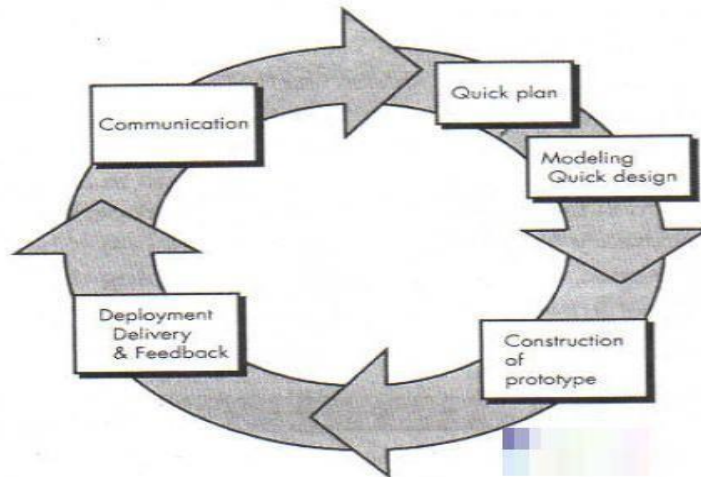 Communication
Quick plan
Modeling
Quick design
Construction
of
prototype
Deployment
Delivery
& Feedback